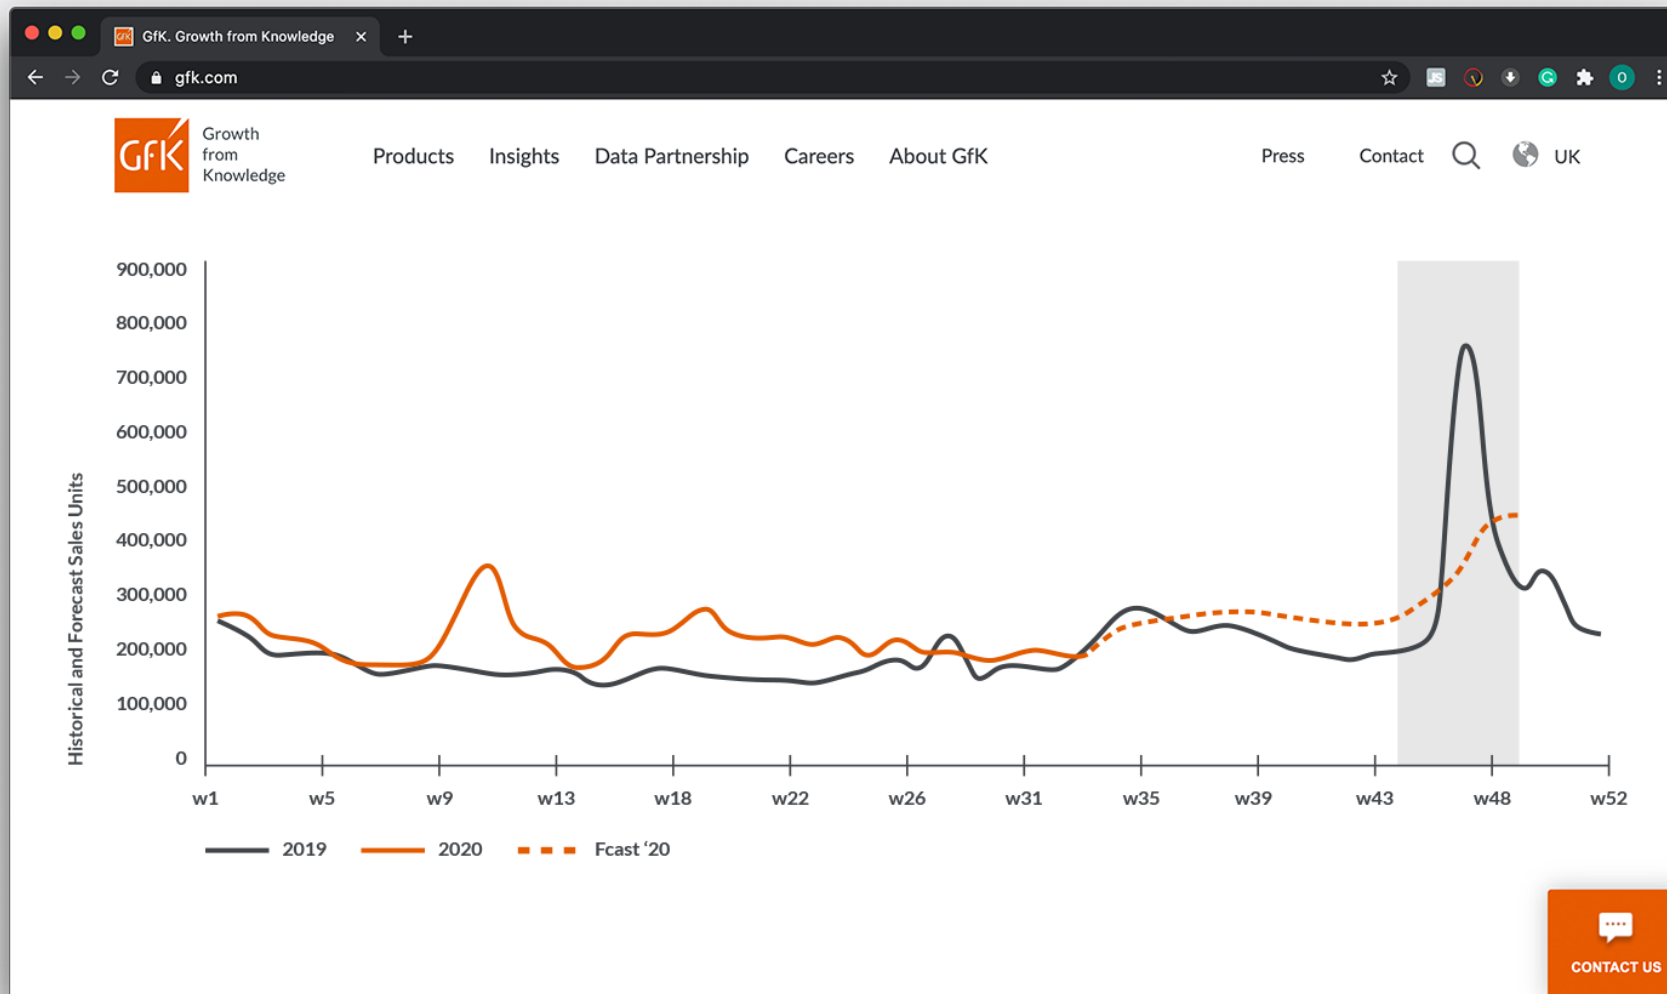 GfK. Growth from Knowledge
gfk.com
JS
G
O
GfK
GfK
Growth
from
Knowledge
Products Insights Data Partnership Careers About GfK Press Contact UK
900,000
800,000
700,000
600,000
500,000
400,000
300,000
200,000
100,000
0
Historical and Forecast Sales Units
w1 w5 w9 w13 w18 w22 w26 w31 w35 w39 w43 w48 w52
2019 2020 Fcast ‘20
CONTACT US